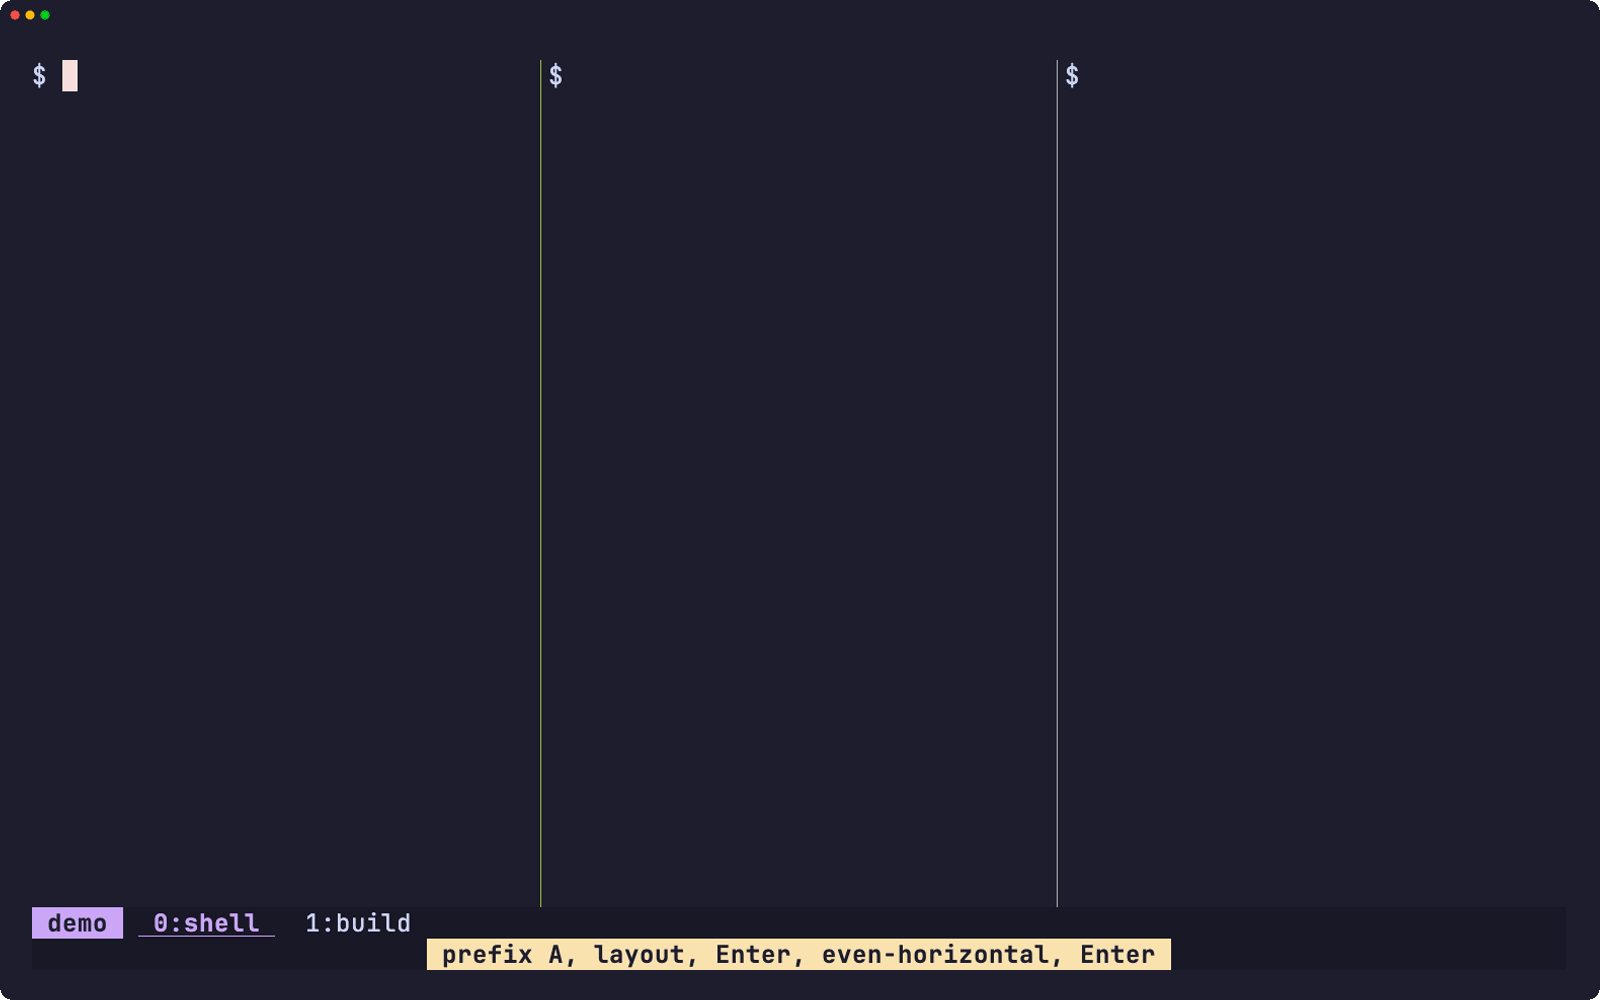 $ $ $
demo 0:shell 1:build
prefix A, layout, Enter, even-horizontal, Enter